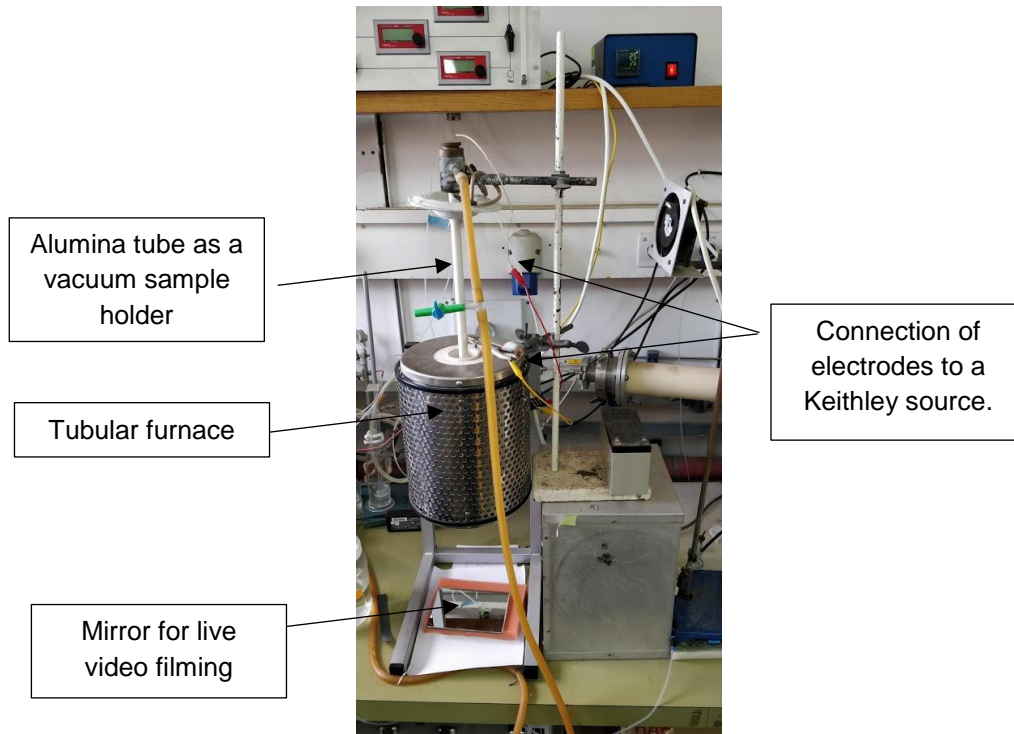 Alumina tube as a
vacuum sample
holder
Tubular furnace
Mirror for live
video filming
Connection of
electrodes to a
Keithley source.